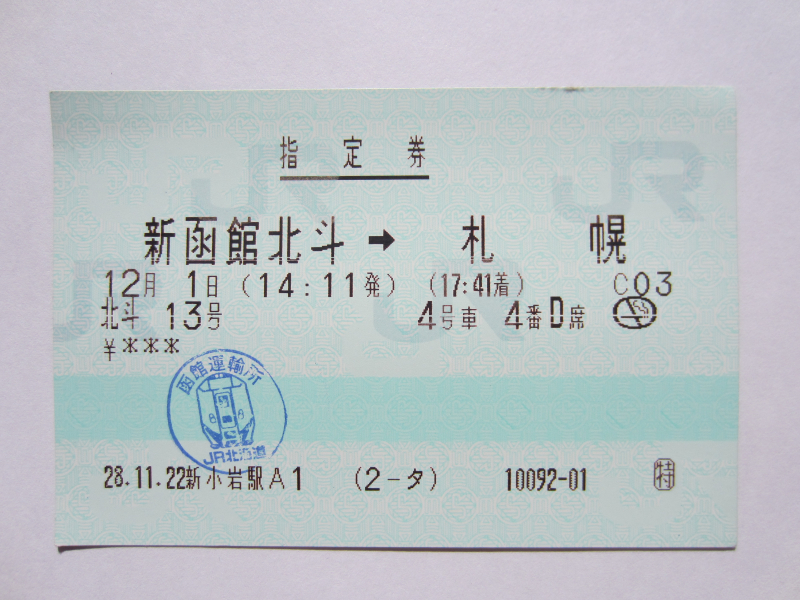 指定券
新函館北斗 ➡ 札幌
12月 1日 (14:11発) (17:41着) C03
北斗 13号 4号車 4番D席
¥***
函館運輸所
88
JR北海道
28.11.22新小岩駅A1 (2-タ) 10092-01 特